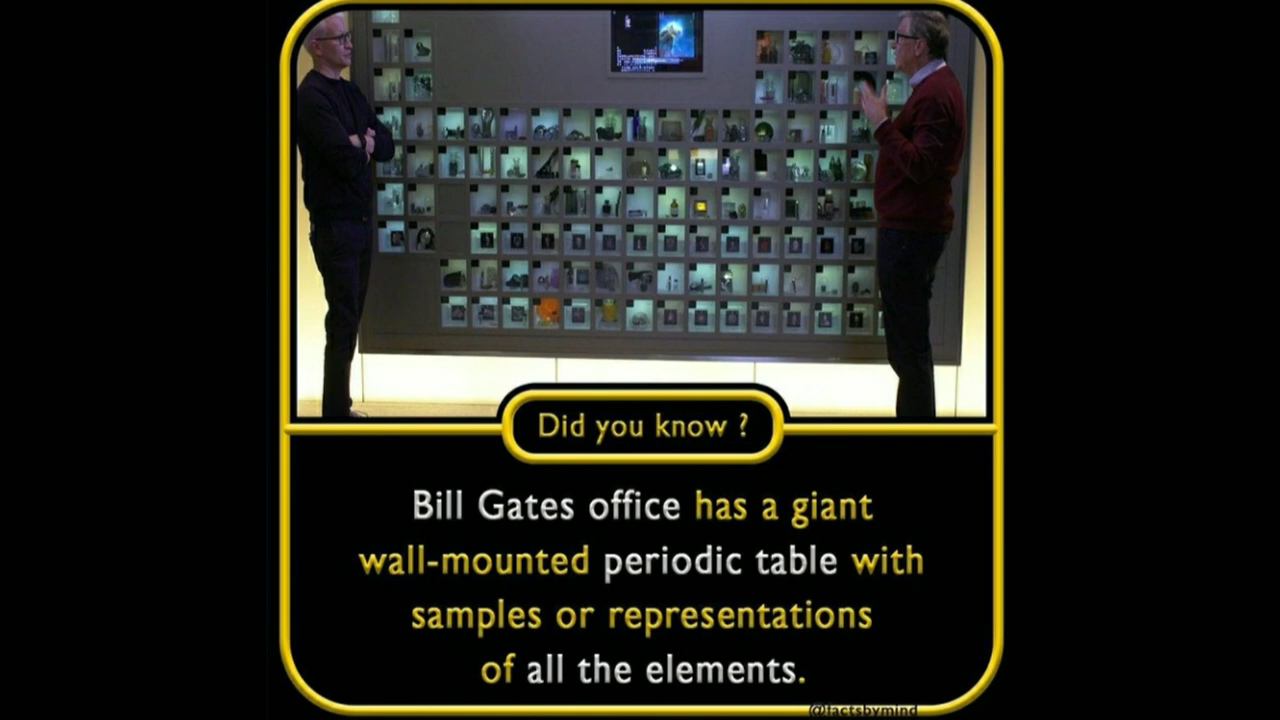 Did you know ?
Bill Gates office has a giant
wall-mounted periodic table with
samples or representations
of all the elements.
@factsbymind